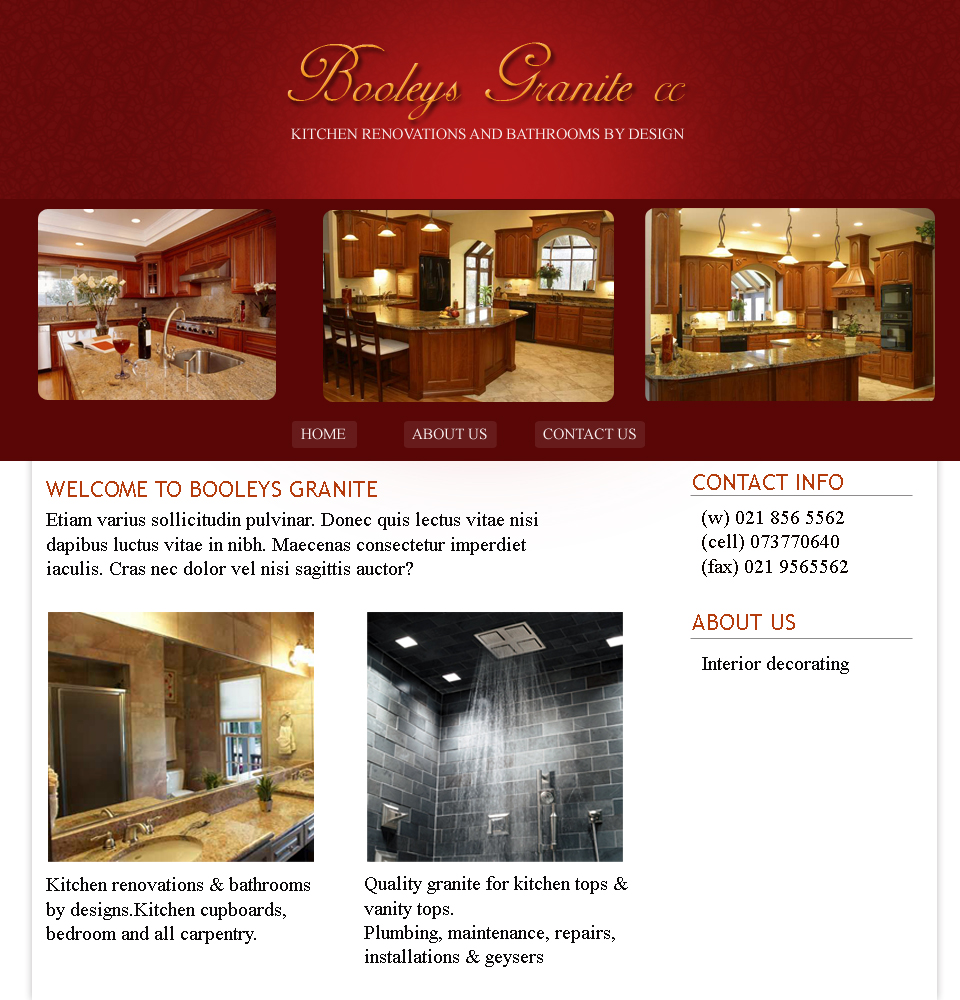 Booleys Granite cc
KITCHEN RENOVATIONS AND BATHROOMS BY DESIGN
HOME
ABOUT US
CONTACT US
WELCOME TO BOOLEYS GRANITE
Etiam varius sollicitudin pulvinar. Donec quis lectus vitae nisi
dapibus luctus vitae in nibh. Maecenas consectetur imperdiet
iaculis. Cras nec dolor vel nisi sagittis auctor?
Kitchen renovations & bathrooms
by designs.Kitchen cupboards,
bedroom and all carpentry.
Quality granite for kitchen tops &
vanity tops.
Plumbing, maintenance, repairs,
installations & geysers
CONTACT INFO
(w) 021 856 5562
(cell) 073770640
(fax) 021 9565562
ABOUT US
Interior decorating